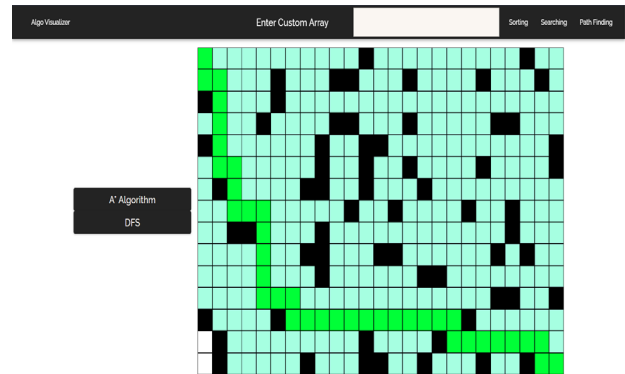 Algo Visualizer
Enter Custom Array
Sorting
Searching
Path Finding
A* Algorithm
DFS